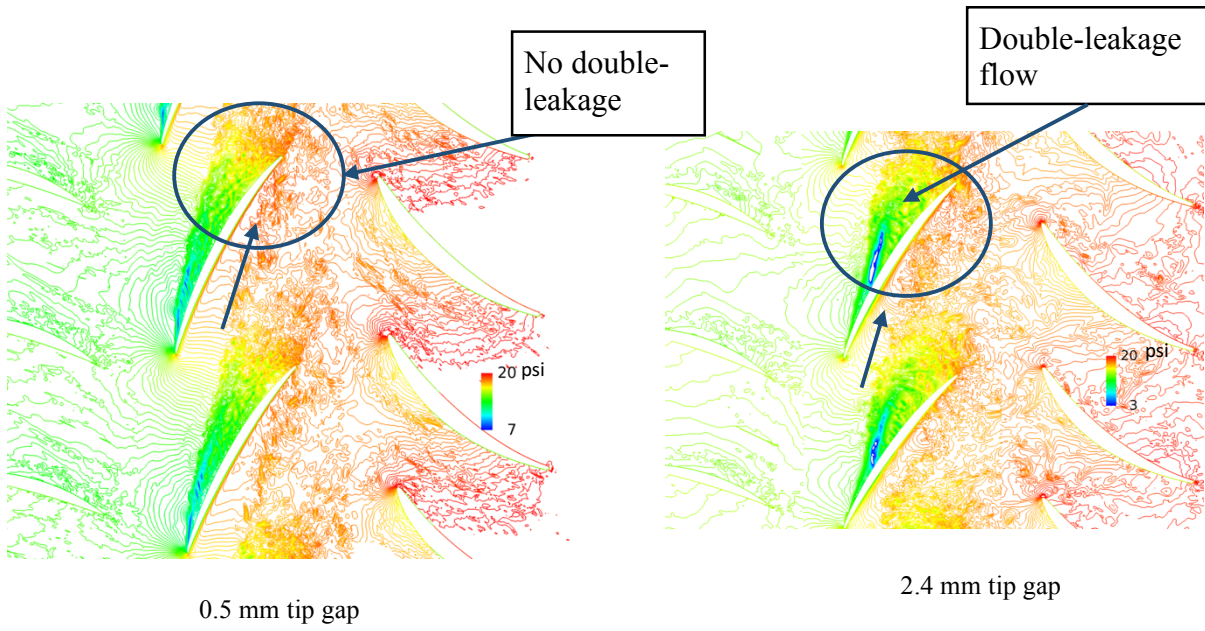 No double-
leakage
Double-leakage
flow
20 psi
7
20 psi
3
0.5 mm tip gap
2.4 mm tip gap